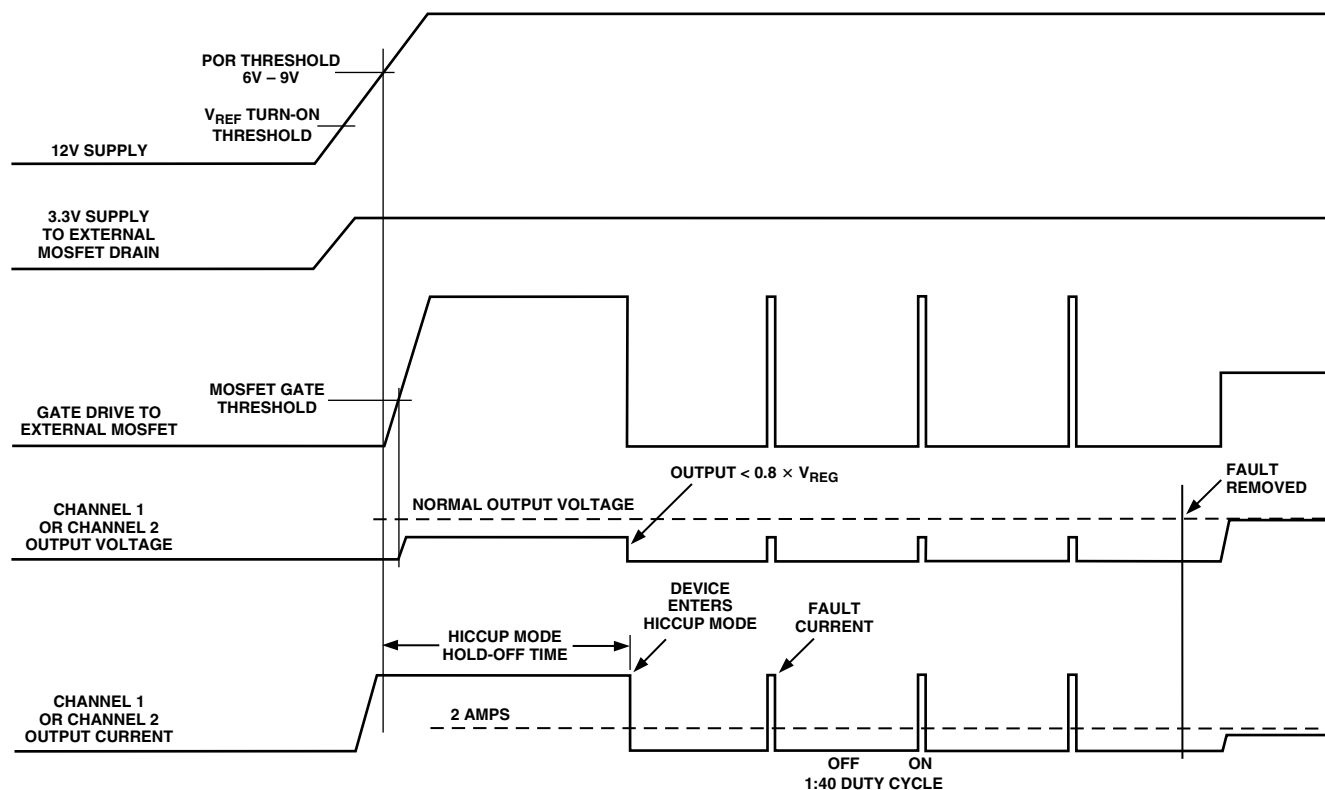 POR THRESHOLD
6V – 9V
VREF TURN-ON
THRESHOLD
12V SUPPLY
3.3V SUPPLY
TO EXTERNAL
MOSFET DRAIN
MOSFET GATE
THRESHOLD
GATE DRIVE TO
EXTERNAL MOSFET
OUTPUT < 0.8 × VREG
FAULT
REMOVED
NORMAL OUTPUT VOLTAGE
CHANNEL 1
OR CHANNEL 2
OUTPUT VOLTAGE
DEVICE
ENTERS
HICCUP MODE
FAULT
CURRENT
HICCUP MODE
HOLD-OFF TIME
CHANNEL 1
OR CHANNEL 2
OUTPUT CURRENT
2 AMPS
OFF ON
1:40 DUTY CYCLE